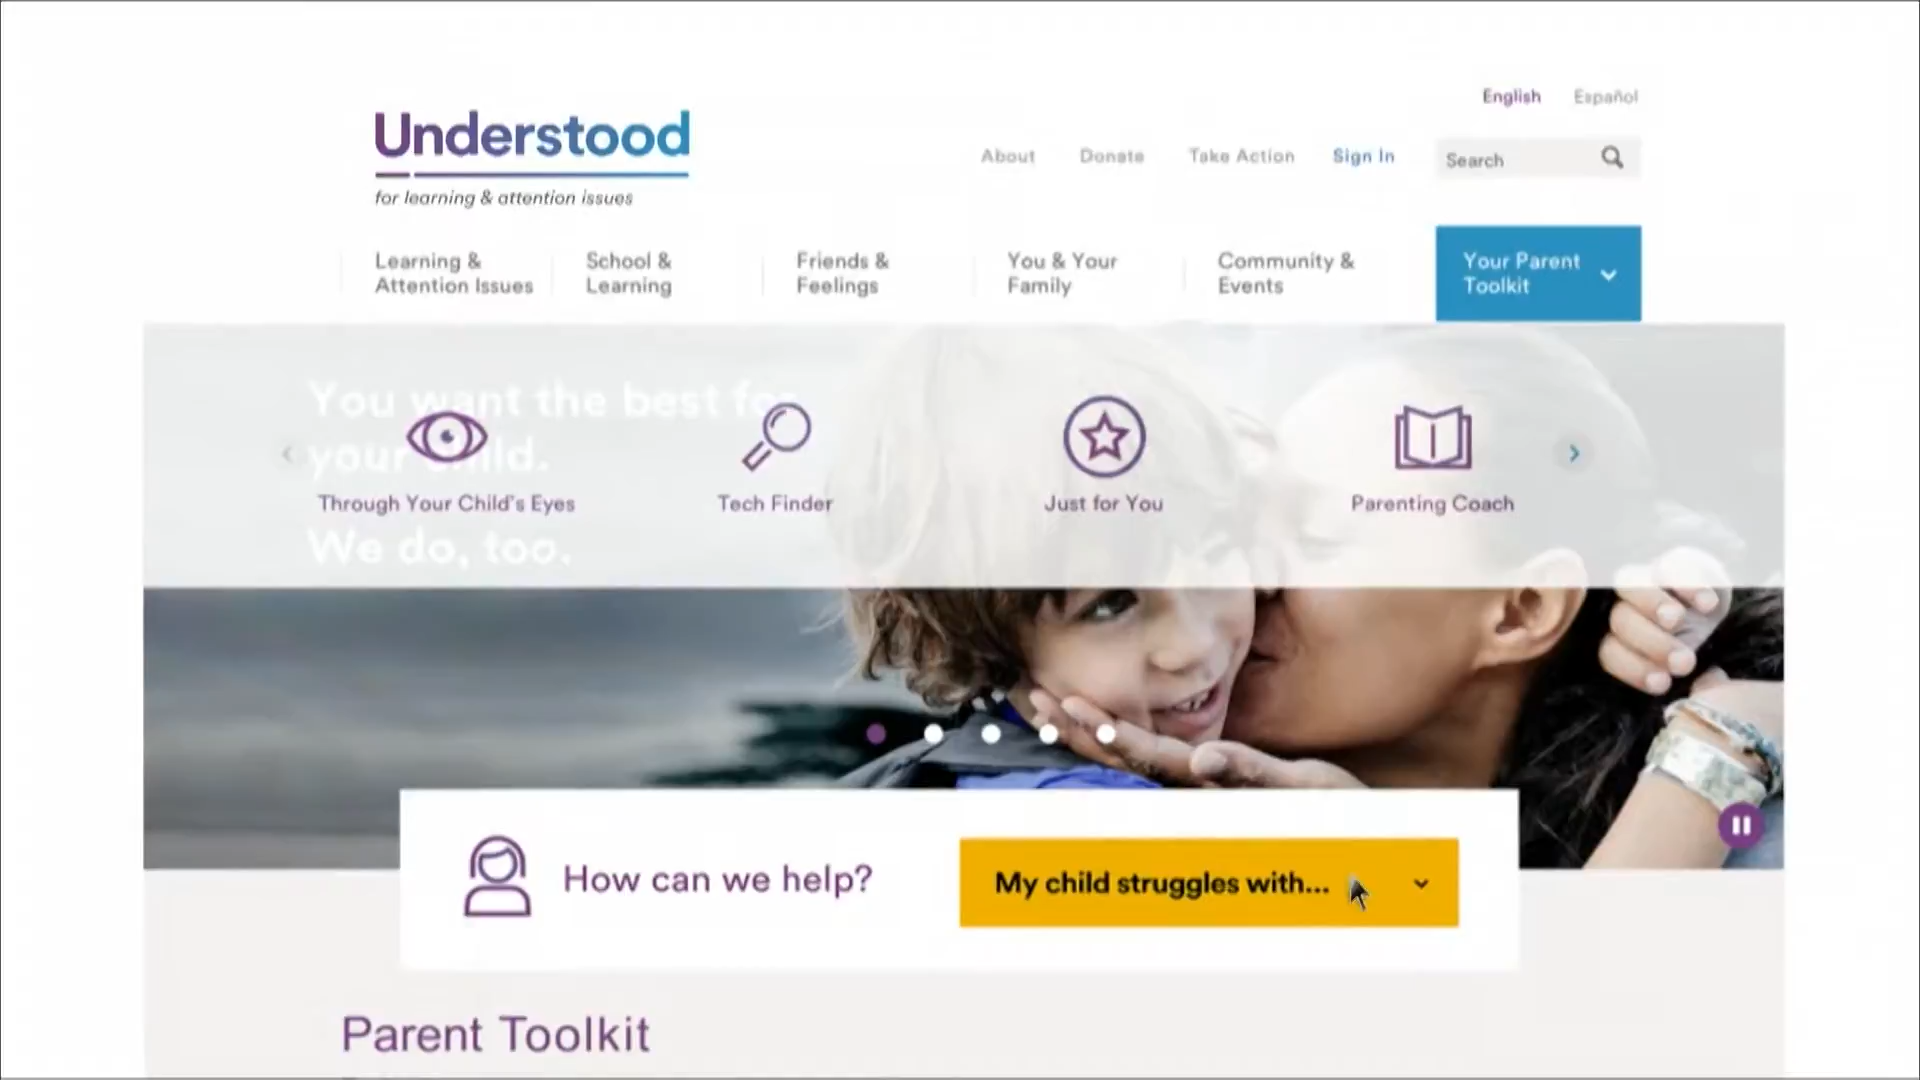 English Español
Understood
for learning & attention issues
About Donate Take Action Sign In Search
Learning &
Attention Issues
School &
Learning
Friends &
Feelings
You & Your
Family
Community &
Events
Your Parent
Toolkit
You want the best for
your child.
We do, too.
Through Your Child's Eyes
Tech Finder
Just for You
Parenting Coach
How can we help?
My child struggles with...
Parent Toolkit